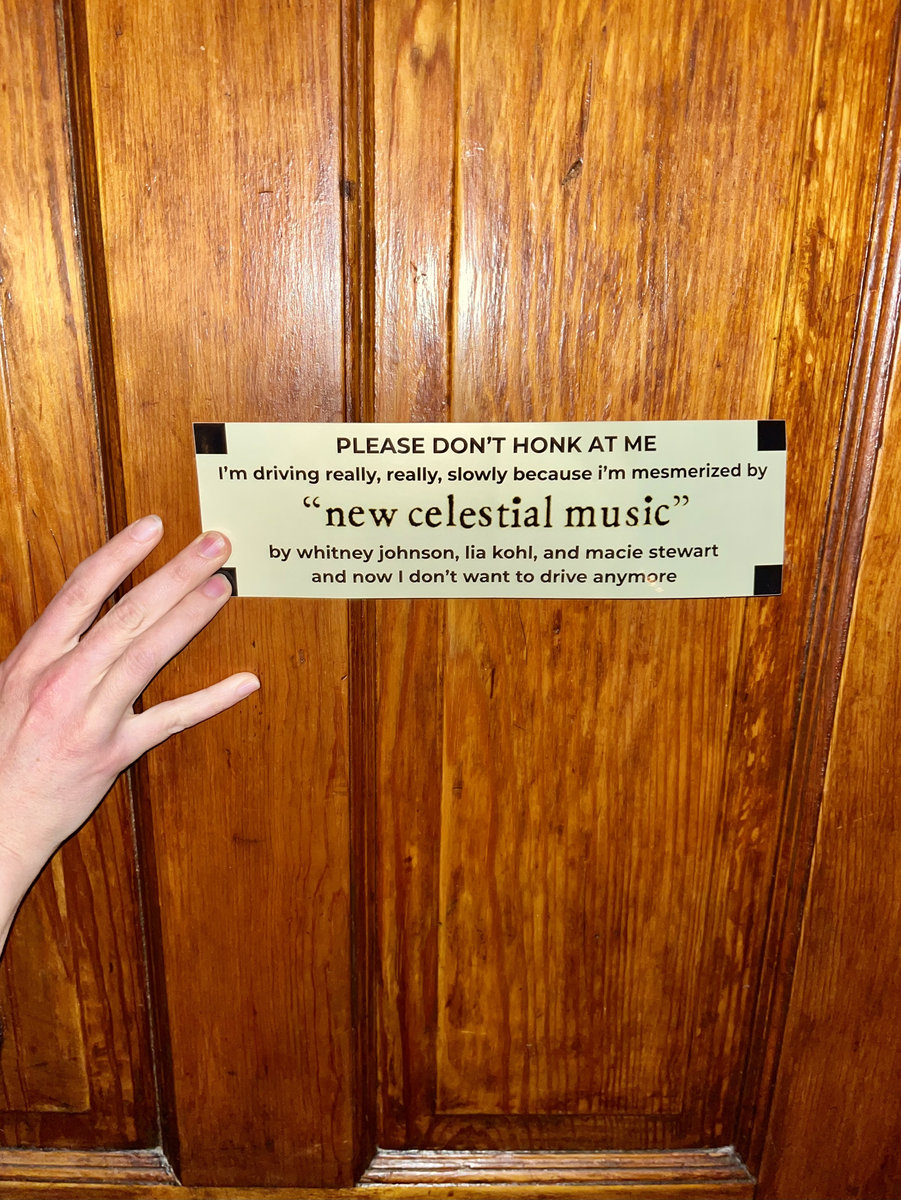 PLEASE DON’T HONK AT ME
I’m driving really, really, slowly because i’m mesmerized by
“new celestial music”
by whitney johnson, lia kohl, and macie stewart
and now I don’t want to drive anymore